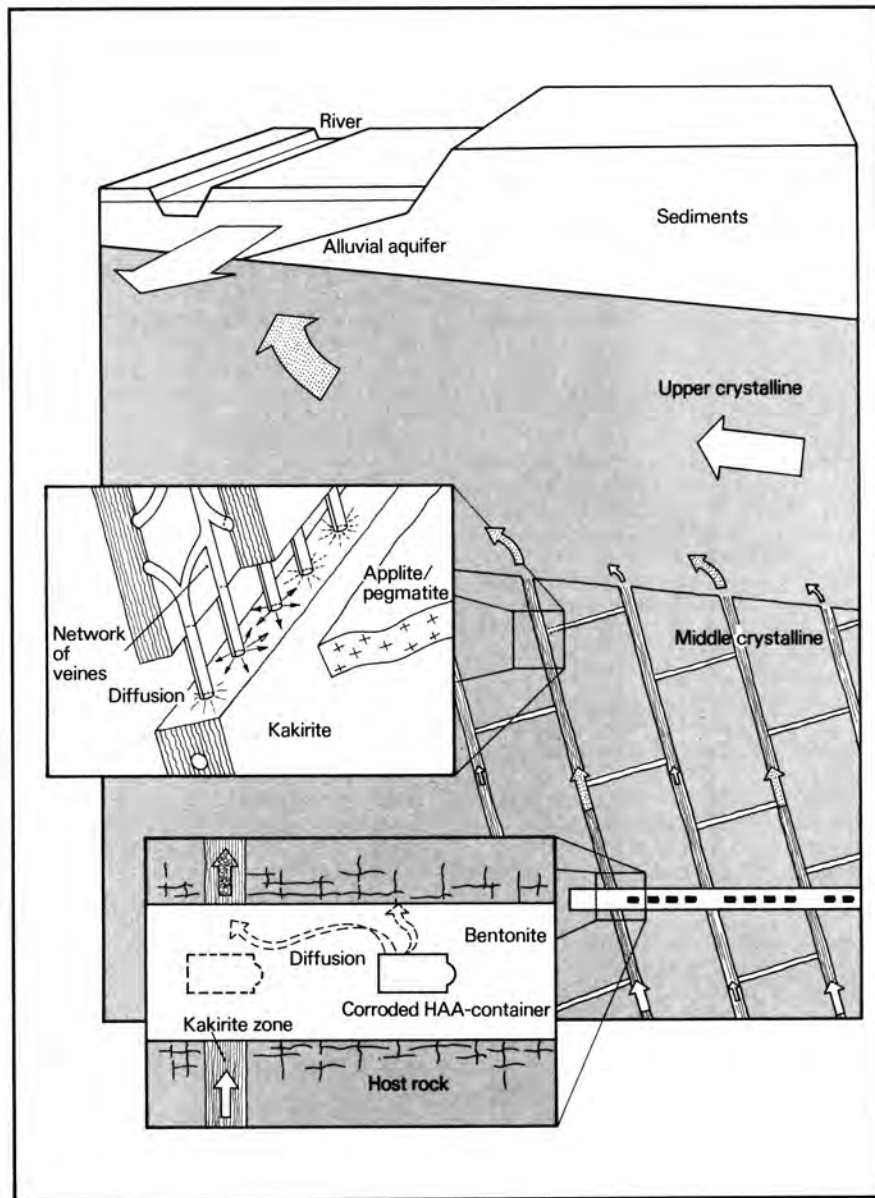 River
Sediments
Alluvial aquifer
Upper crystalline
Applite/
pegmatite
Network
of
veines
Diffusion
Kakirite
Middle crystalline
Bentonite
Diffusion
Corroded HAA-container
Kakirite zone
Host rock